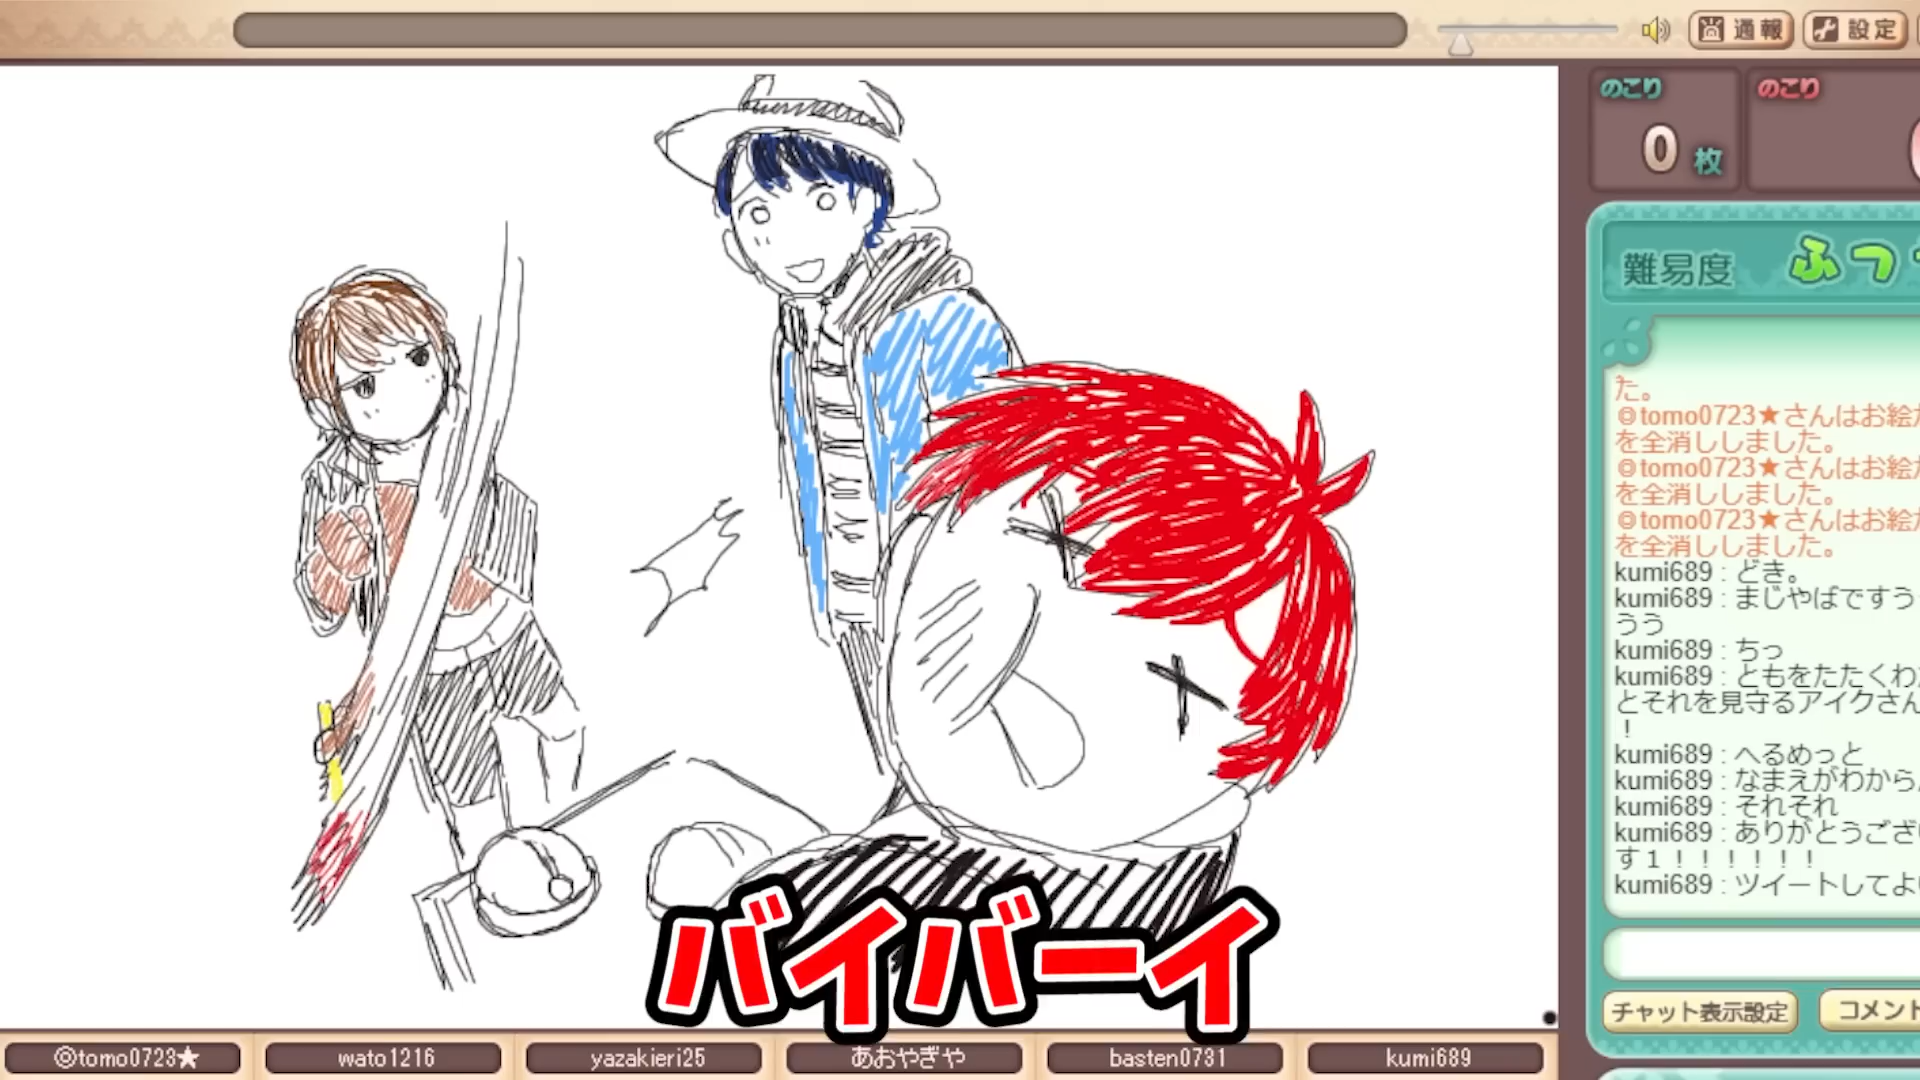 通報
設定
のこり
のこり
0枚
難易度
ふつ
た。
◎tomo0723★さんはお絵か
を全消ししました。
◎tomo0723★さんはお絵か
を全消ししました。
◎tomo0723★さんはお絵か
を全消ししました。
kumi689 : どき。
kumi689 : まじやばですう
うう
kumi689 : ちっ
kumi689 : ともをたたくわ
とそれを見守るアイクさん
！
kumi689 : へるめっと
kumi689 : なまえがわから
kumi689 : それそれ
kumi689 : ありがとうござ
す１！！！！！！
kumi689 : ツイートしてよ
バイバーイ
チャット表示設定
コメント
◎tomo0723★
wato1216
yazakieri25
あおやぎや
basten0731
kumi689